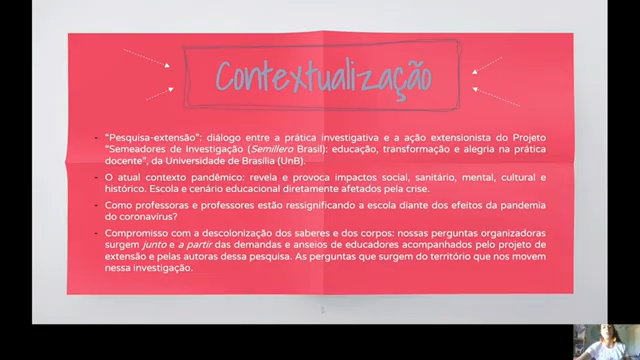 Contextualização
- "Pesquisa-extensão": diálogo entre a prática investigativa e a ação extensionista do Projeto
"Semeadores de Investigação (Semillero Brasil): educação, transformação e alegria na prática
docente", da Universidade de Brasília (UnB).
- O atual contexto pandêmico: revela e provoca impactos social, sanitário, mental, cultural e
histórico. Escola e cenário educacional diretamente afetados pela crise.
- Como professoras e professores estão ressignificando a escola diante dos efeitos da pandemia
do coronavírus?
- Compromisso com a descolonização dos saberes e dos corpos: nossas perguntas organizadoras
surgem junto e a partir das demandas e anseios de educadores acompanhados pelo projeto de
extensão e pelas autoras dessa pesquisa. As perguntas que surgem do território que nos movem
nessa investigação.